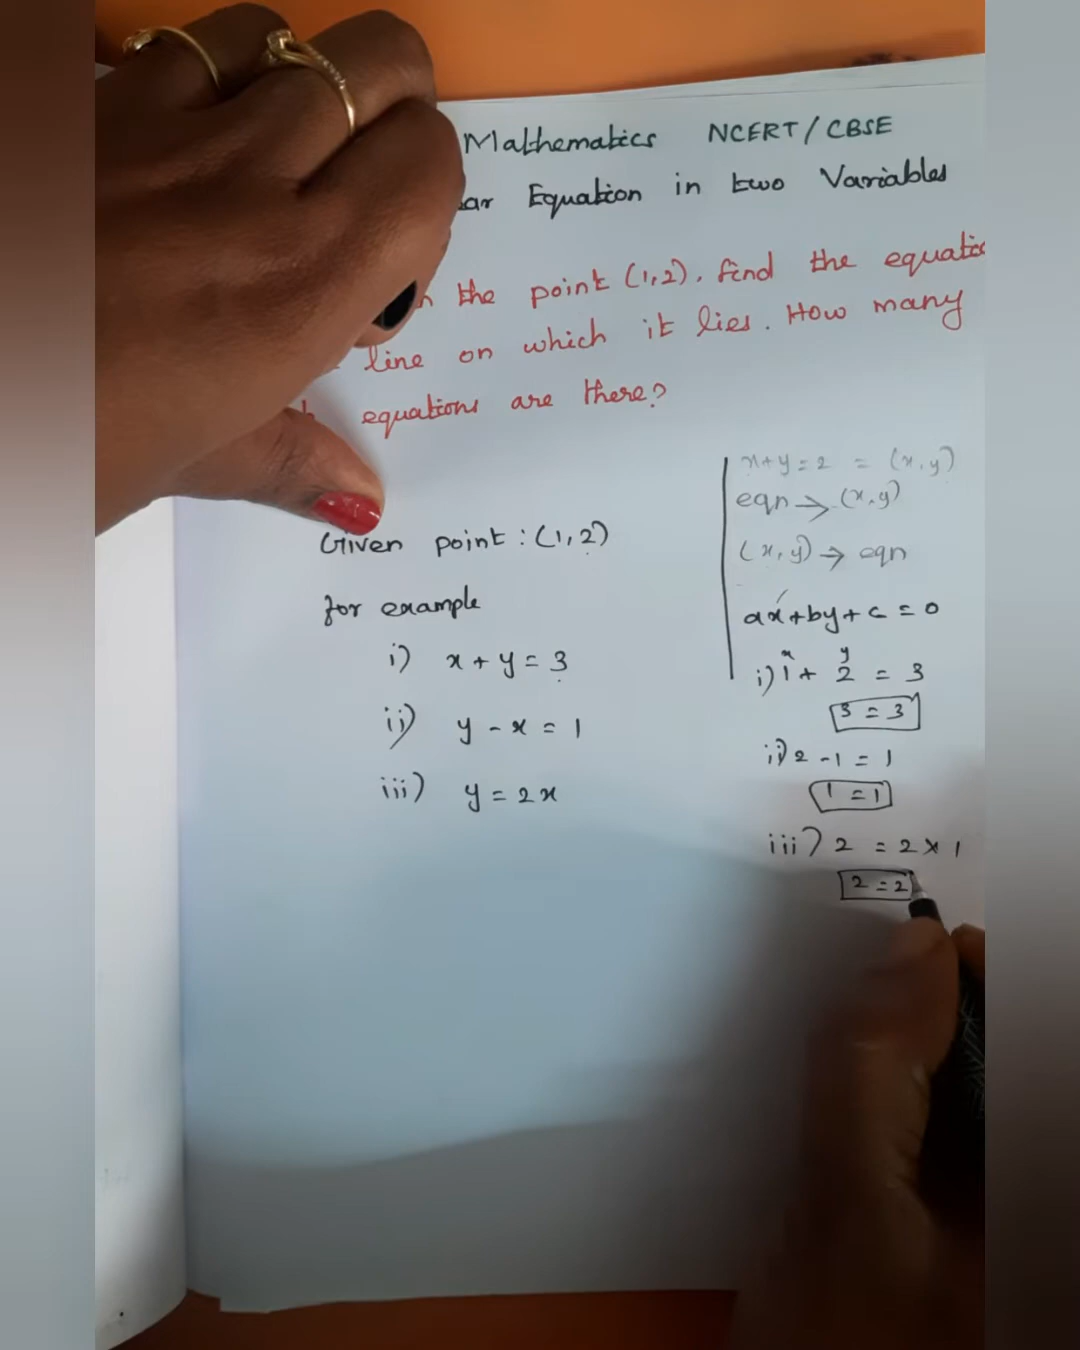 Mathematics NCERT/CBSE
ar Equation in two Variables
the point (1,2). find the equatio
line on which it lies. How many
equations are there?
Given point : (1,2)
for example
i) x + y = 3
ii) y - x = 1
iii) y = 2x
x+y=2 = (x,y)
eqn → (x,y)
(x,y) → eqn
ax+by+c=0
x y
i) 1 + 2 = 3
3 = 3
ii) 2 - 1 = 1
1 = 1
iii) 2 = 2 × 1
2 = 2